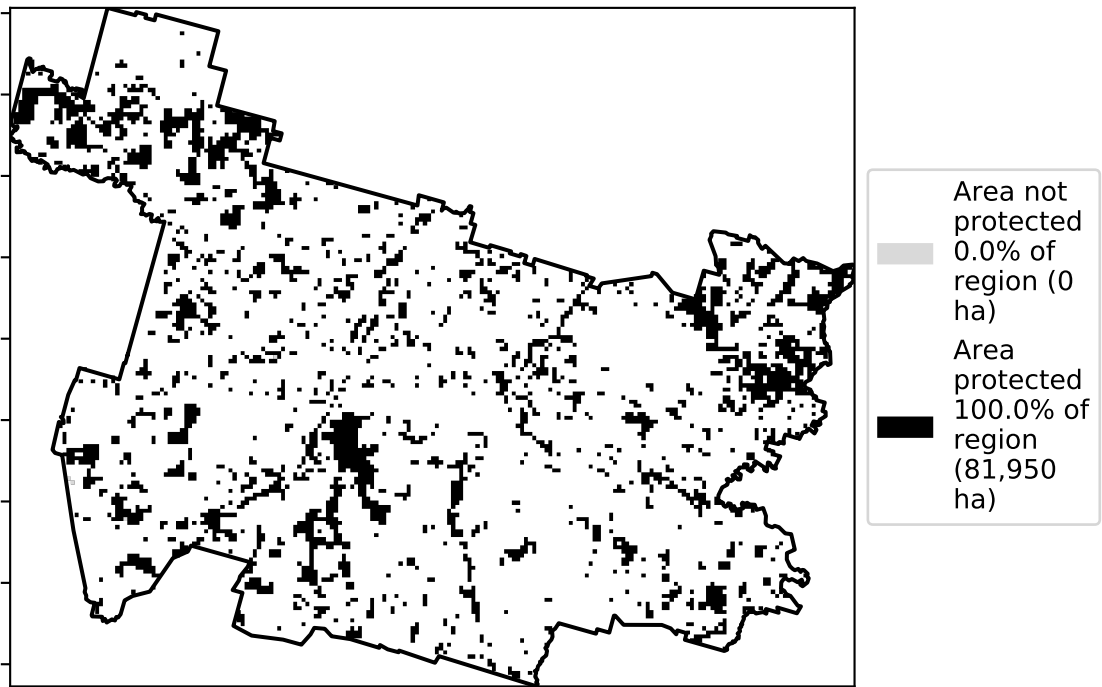 Area not
protected
0.0% of
region (0
ha)
Area
protected
100.0% of
region
(81,950
ha)